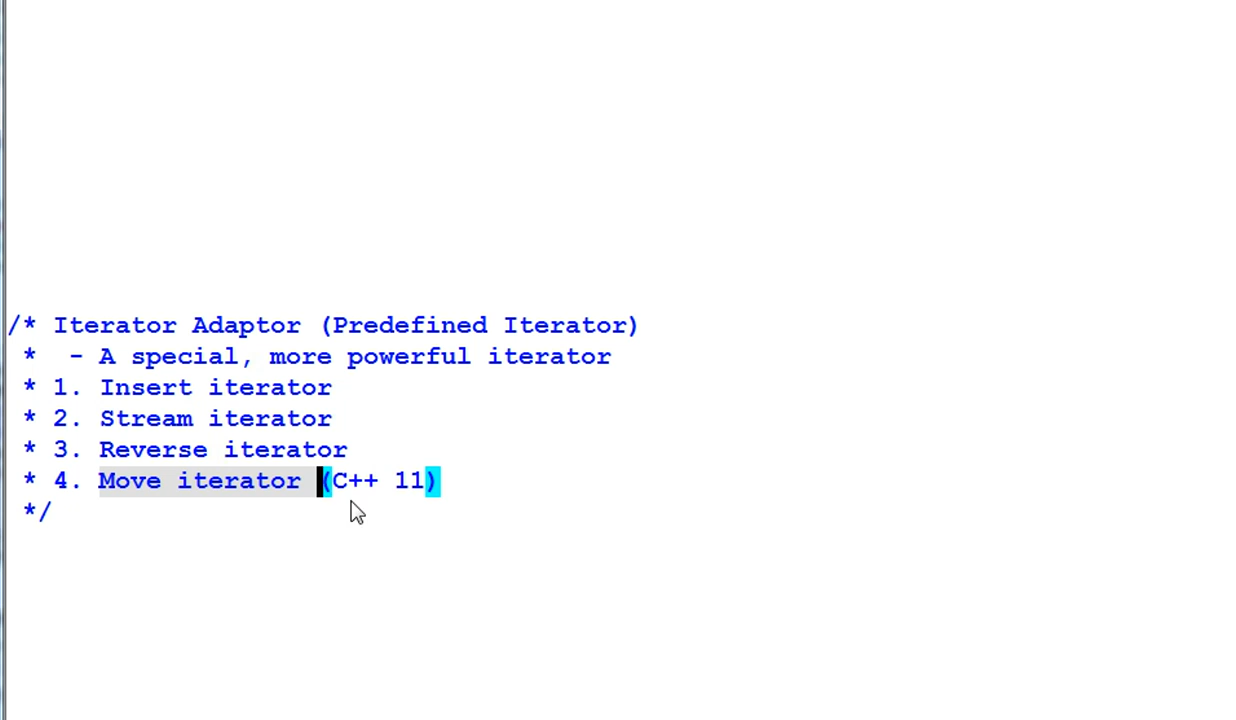 /* Iterator Adaptor (Predefined Iterator)
*  - A special, more powerful iterator
* 1. Insert iterator
* 2. Stream iterator
* 3. Reverse iterator
* 4. Move iterator (C++ 11)
*/